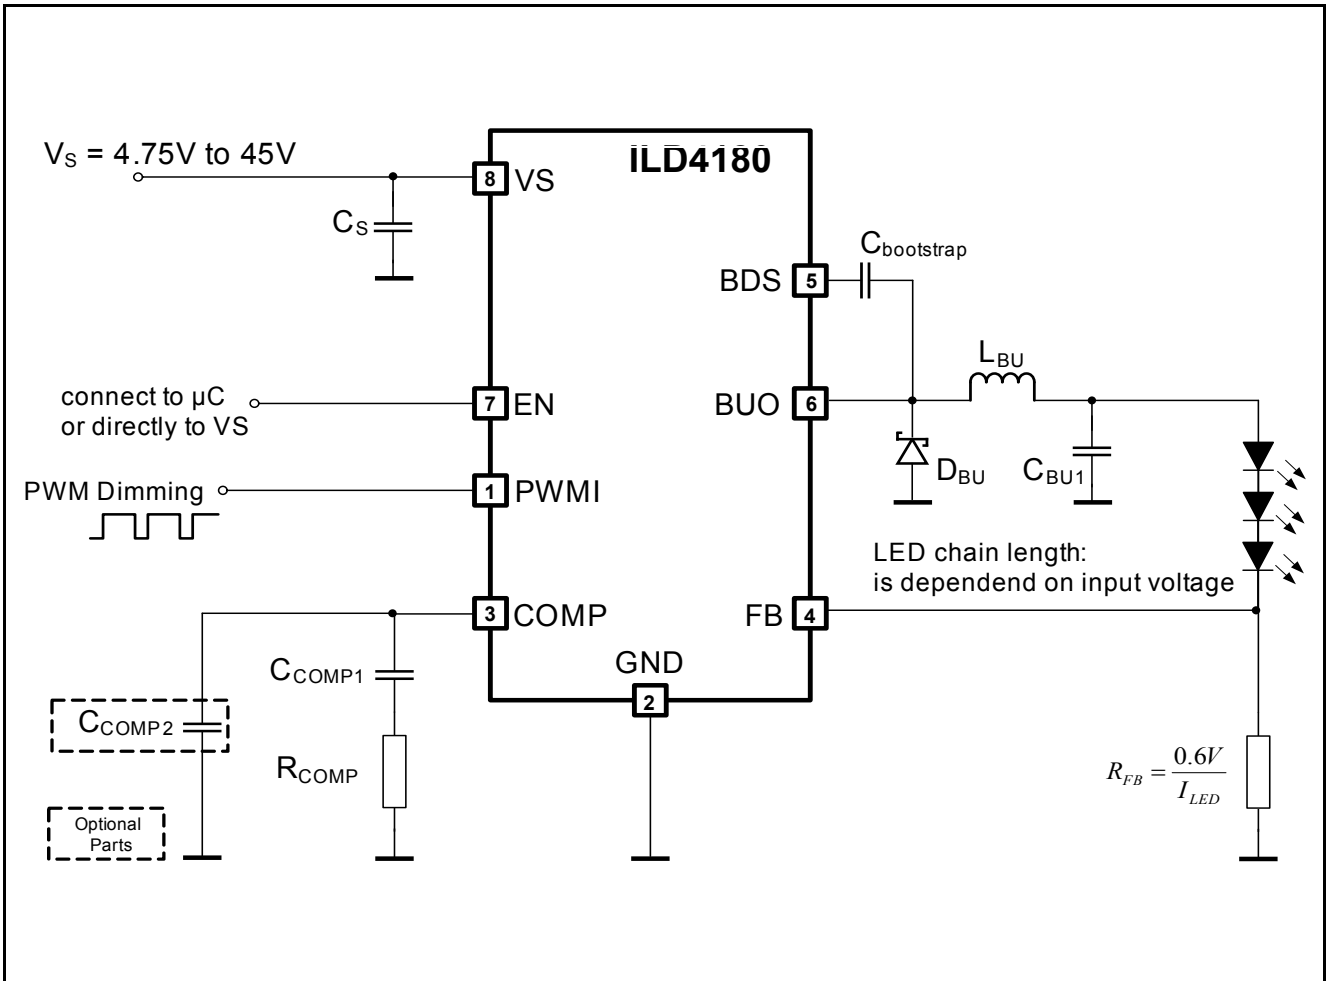 V_S = 4.75V to 45V
ILD4180
8 VS
C_S
C_bootstrap
BDS 5
L_BU
connect to µC
or directly to VS
7 EN
BUO 6
D_BU
C_BU1
PWM Dimming
1 PWMI
LED chain length:
is dependend on input voltage
3 COMP
FB 4
GND
2
C_COMP1
C_COMP2
R_COMP
R_FB = 0.6V / I_LED
Optional
Parts